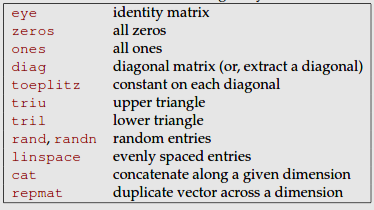 eye identity matrix
zeros all zeros
ones all ones
diag diagonal matrix (or, extract a diagonal)
toeplitz constant on each diagonal
triu upper triangle
tril lower triangle
rand, randn random entries
linspace evenly spaced entries
cat concatenate along a given dimension
repmat duplicate vector across a dimension